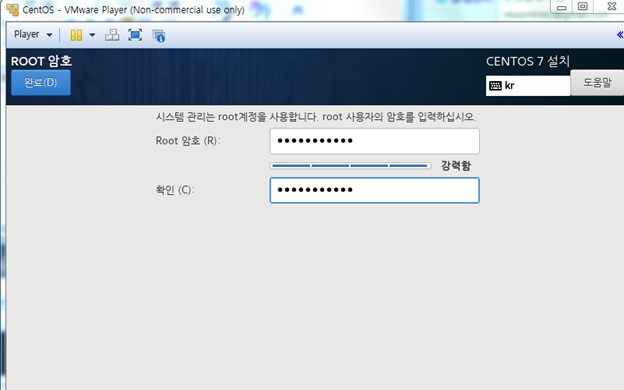 CentOS - VMware Player (Non-commercial use only)
Player
ROOT 암호
CENTOS 7 설치
완료(D)
kr
도움말
시스템 관리는 root계정을 사용합니다. root 사용자의 암호를 입력하십시오.
Root 암호 (R):
●●●●●●●●●●●
강력함
확인 (C):
●●●●●●●●●●●